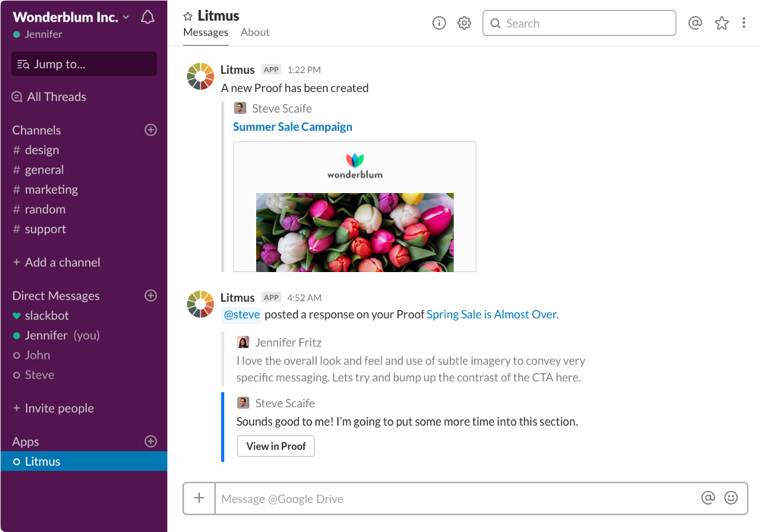 Wonderblum Inc.
Jennifer
Jump to...
All Threads
Channels
# design
# general
# marketing
# random
# support
+ Add a channel
Direct Messages
slackbot
Jennifer (you)
John
Steve
+ Invite people
Apps
Litmus
Litmus
Messages About
Search
Litmus APP 1:22 PM
A new Proof has been created
Steve Scaife
Summer Sale Campaign
wonderblum
Litmus APP 4:52 AM
@steve posted a response on your Proof Spring Sale is Almost Over.
Jennifer Fritz
I love the overall look and feel and use of subtle imagery to convey very
specific messaging. Lets try and bump up the contrast of the CTA here.
Steve Scaife
Sounds good to me! I'm going to put some more time into this section.
View in Proof
+ Message @Google Drive